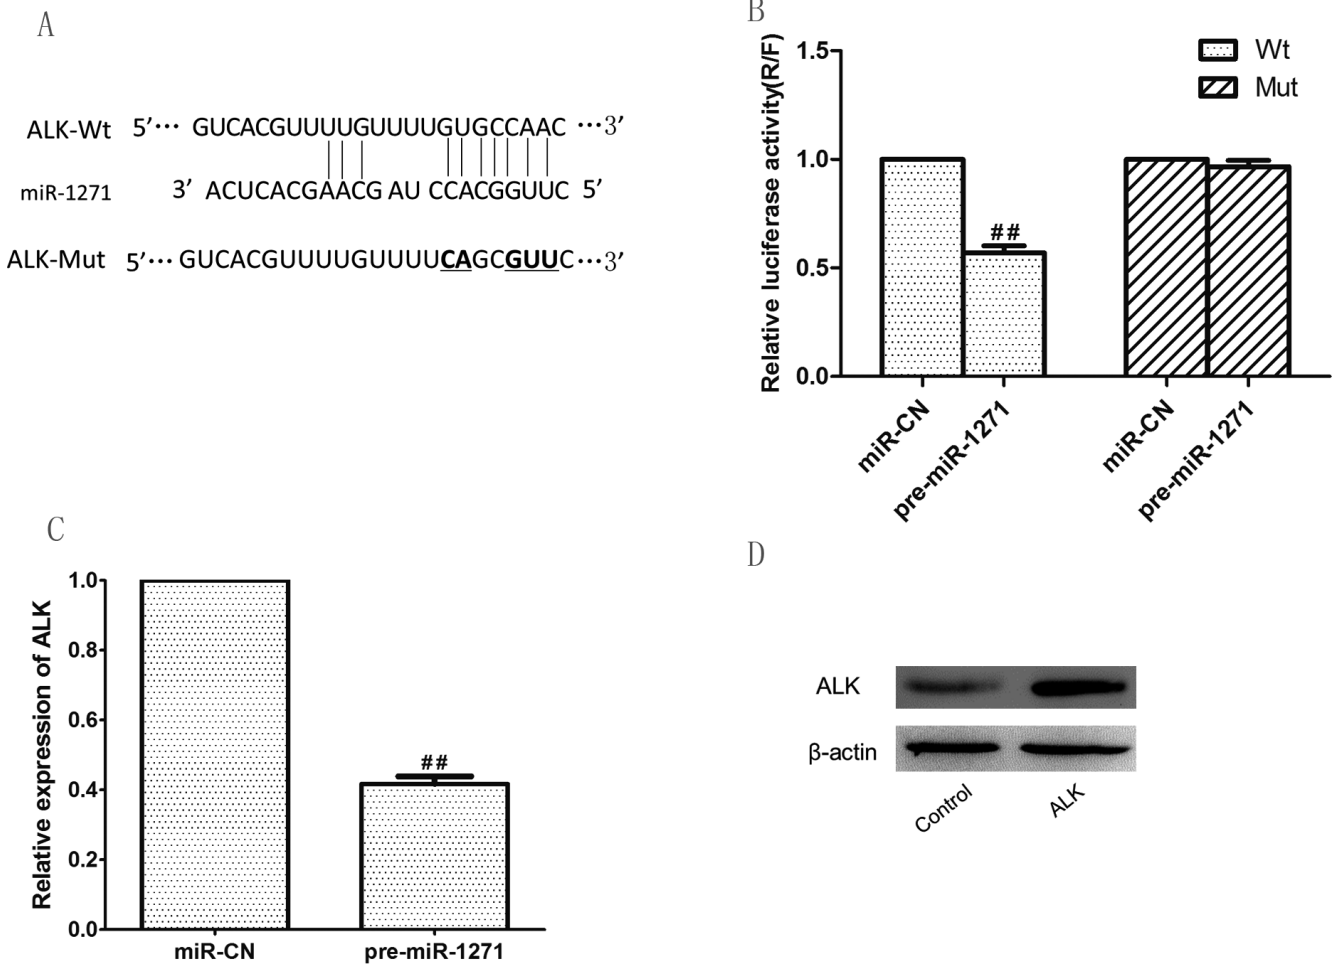 A
ALK-Wt 5′··· GUCACGUUUUGUUUUGUGCCAAC ···3′
miR-1271 3′ ACUCACGAACG AU CCACGGUUC 5′
ALK-Mut 5′··· GUCACGUUUUGUUUUCAGCGUUC···3′
B
Relative luciferase activity(R/F)
1.5
1.0
0.5
0.0
Wt
Mut
##
miR-CN
pre-miR-1271
miR-CN
pre-miR-1271
C
Relative expression of ALK
1.0
0.8
0.6
0.4
0.2
0.0
##
miR-CN
pre-miR-1271
D
ALK
β-actin
Control
ALK